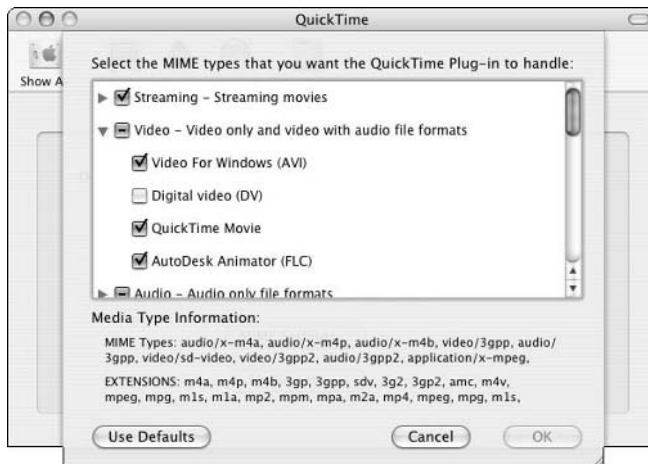 QuickTime
Show A
Select the MIME types that you want the QuickTime Plug-in to handle:
Streaming – Streaming movies
Video – Video only and video with audio file formats
Video For Windows (AVI)
Digital video (DV)
QuickTime Movie
AutoDesk Animator (FLC)
Audio – Audio only file formats
Media Type Information:
MIME Types: audio/x-m4a, audio/x-m4p, audio/x-m4b, video/3gpp, audio/
3gpp, video/sd-video, video/3gpp2, audio/3gpp2, application/x-mpeg,
EXTENSIONS: m4a, m4p, m4b, 3gp, 3gpp, sdv, 3g2, 3gp2, amc, m4v,
mpeg, mpg, m1s, m1a, mp2, mpm, mpa, m2a, mp4, mpeg, mpg, m1s,
Use Defaults
Cancel
OK